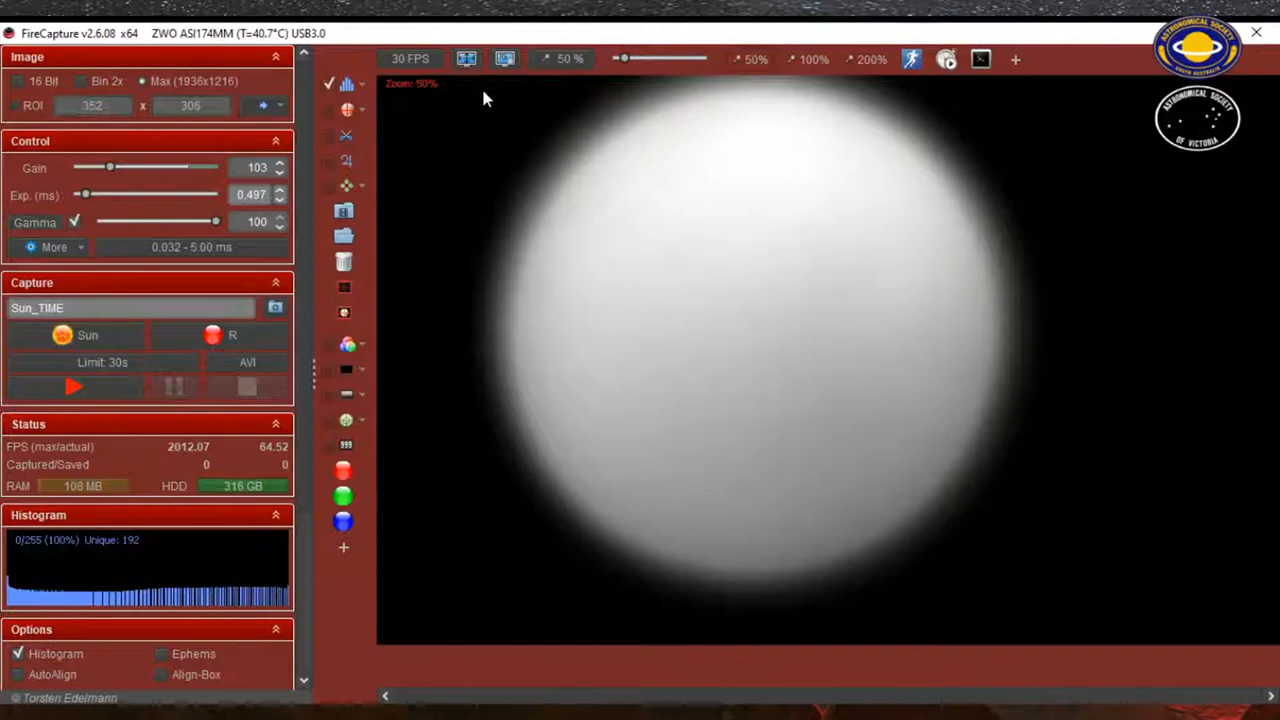 FireCapture v2.6.08 x64 ZWO ASI174MM (T=40.7°C) USB3.0
Image
16 Bit Bin 2x Max (1936x1216)
ROI 352 x 306
Control
Gain 103
Exp. (ms) 0.497
Gamma 100
More 0.032 - 5.00 ms
Capture
Sun_TIME
Sun R
Limit: 30s AVI
Status
FPS (max/actual) 2012.07 64.52
Captured/Saved 0 0
RAM 108 MB HDD 316 GB
Histogram
0/255 (100%) Unique: 192
Options
Histogram Ephems
AutoAlign Align-Box
© Torsten Edelmann
30 FPS 50 % 50% 100% 200%
Zoom: 50%
999
ASTRONOMICAL SOCIETY
SOUTH AUSTRALIA
ASTRONOMICAL SOCIETY
OF VICTORIA